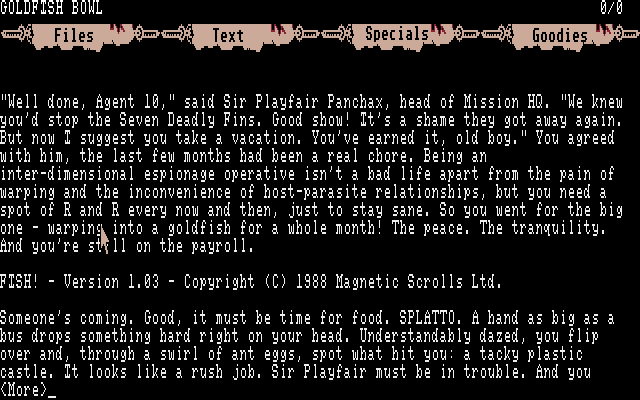 GOLDFISH BOWL 0/0
Files Text Specials Goodies
"Well done, Agent 10," said Sir Playfair Panchax, head of Mission HQ. "We knew
you'd stop the Seven Deadly Fins. Good show! It's a shame they got away again.
But now I suggest you take a vacation. You've earned it, old boy." You agreed
with him, the last few months had been a real chore. Being an
inter-dimensional espionage operative isn't a bad life apart from the pain of
warping and the inconvenience of host-parasite relationships, but you need a
spot of R and R every now and then, just to stay sane. So you went for the big
one - warping into a goldfish for a whole month! The peace. The tranquility.
And you're still on the payroll.
FISH! - Version 1.03 - Copyright (C) 1988 Magnetic Scrolls Ltd.
Someone's coming. Good, it must be time for food. SPLATTO. A hand as big as a
bus drops something hard right on your head. Understandably dazed, you flip
over and, through a swirl of ant eggs, spot what hit you: a tacky plastic
castle. It looks like a rush job. Sir Playfair must be in trouble. And you
<More>_